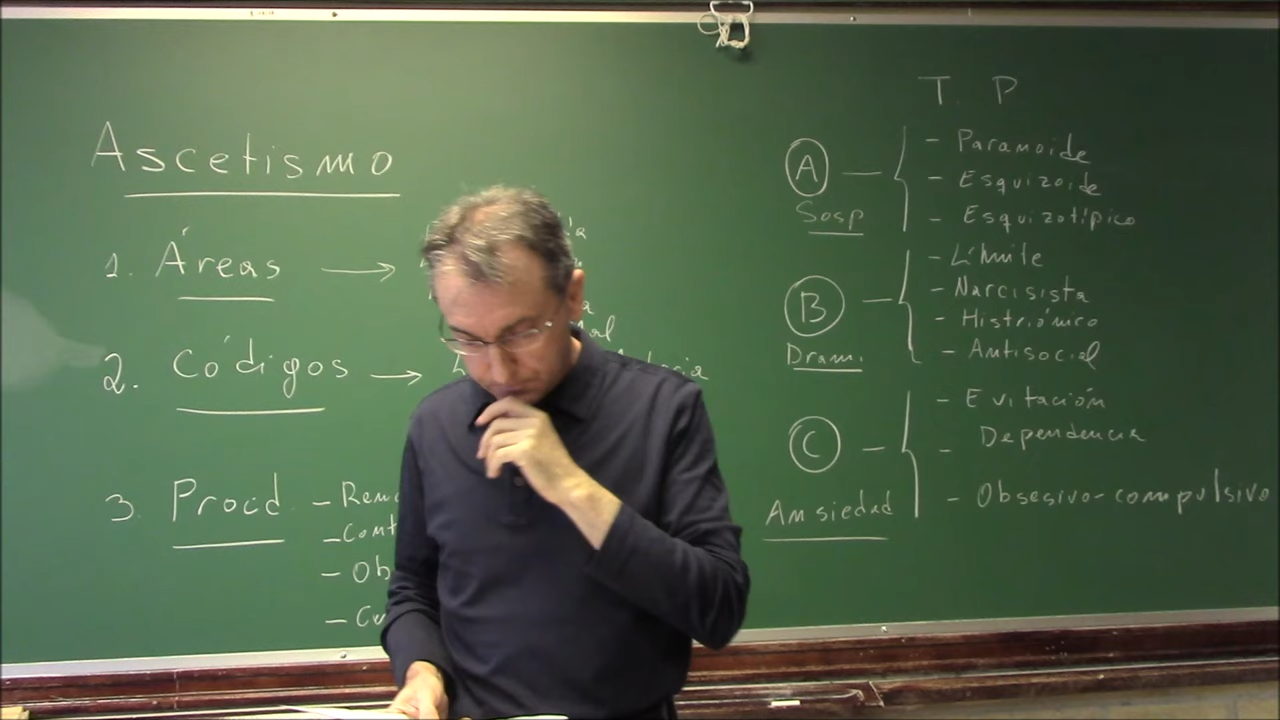 Ascetismo
1. Áreas →
2. Códigos →
3. Procd
T. P
A
Sosp
- Paranoide
- Esquizoide
- Esquizotípico
B
Dram.
- Límite
- Narcisista
- Histriónico
- Antisocial
C
Ansiedad
- Evitación
- Dependencia
- Obsesivo-compulsivo